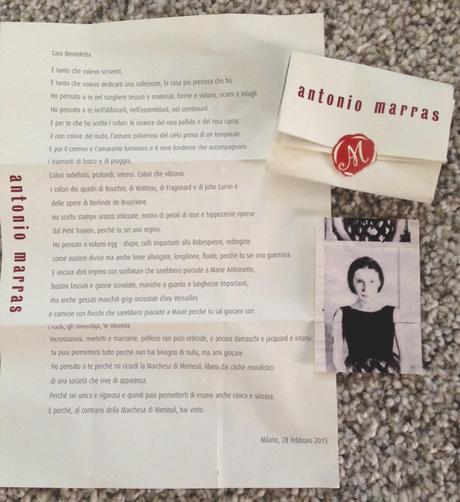 Cara Benedetta
È tanto che volevo scriverti.
È tanto che volevo dedicarti una collezione, la cosa più preziosa che ho.
Ho pensato a te nel scegliere tessuti e materiali, forme e volumi, ricami e intagli.
Ho pensato a te nell'abbinarli, nell'assemblarli, nel combinarli.
È per te che ho scelto i colori: le nuance del rosa pallido e del rosa cipria,
il non colore del nudo, l'azzurro polveroso del cielo prima di un temporale.
E poi il cremisi e l'amaranto luminoso e il nero fondente che accompagnano
i tramonti di fuoco e di pioggia.
Colori indefiniti, profondi, intensi. Colori che vibrano.
I colori dei quadri di Boucher, di Watteau, di Fragonard e di John Currin e
delle opere di Berlinde de Bruyckere.
Ho scelto stampe arazzo stilizzate, motivi di petali di rose e tappezzerie riprese
dal Petit Trianon, perché tu sei una regina.
Ho pensato a volumi egg - shape, colli importanti alla Robespierre, redingote
come austere divise ma anche linee allungate, longilinee, fluide, perché tu sei una guerriera.
E ancora abiti impero con scollature che sarebbero piaciute a Marie Antoinette,
bustini fasciati e gonne scivolate, maniche a quanto e lunghezze importanti,
ma anche gessati maschili grigi incrostati d'oro Versailles
e camicie con fiocchi che sarebbero piaciute a Marat perché tu sai giocare con
i ruoli, gli stereotipi, le identità.
Incrostazioni, merletti e macramè, pellicce con pizzi rebrodé, e ancora damaschi e jacquard e intarsi
tu puoi permetterti tutto perché non hai bisogno di nulla, ma ami giocare.
Ho pensato a te perché mi ricordi la Marchesa di Merteuil, libera dai cliché moralistici
di una società che vive di apparenza.
Perché sei unica e rigorosa e quindi puoi permetterti di essere anche cinica e sincera.
E perché, al contrario della Marchesa di Merteuil, hai vinto.
Milano, 28 febbraio 2015
antonio marras
antonio marras
M